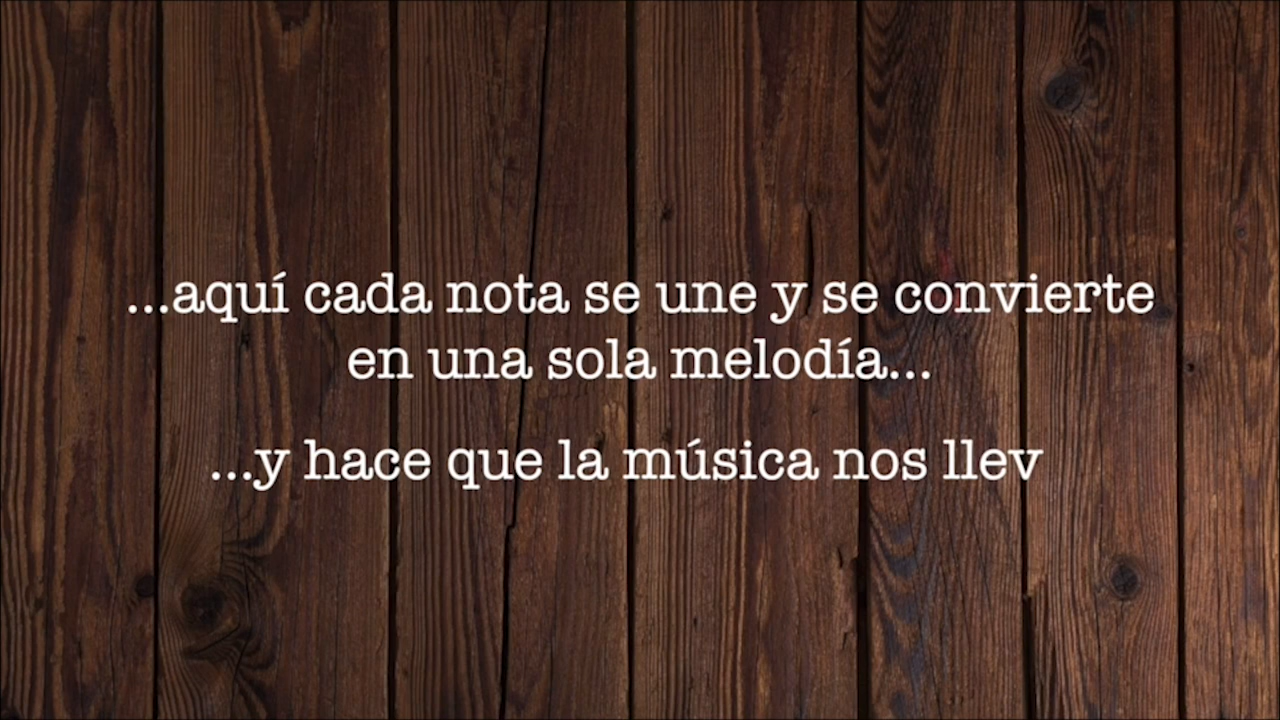 ...aquí cada nota se une y se convierte
en una sola melodía...
...y hace que la música nos llev